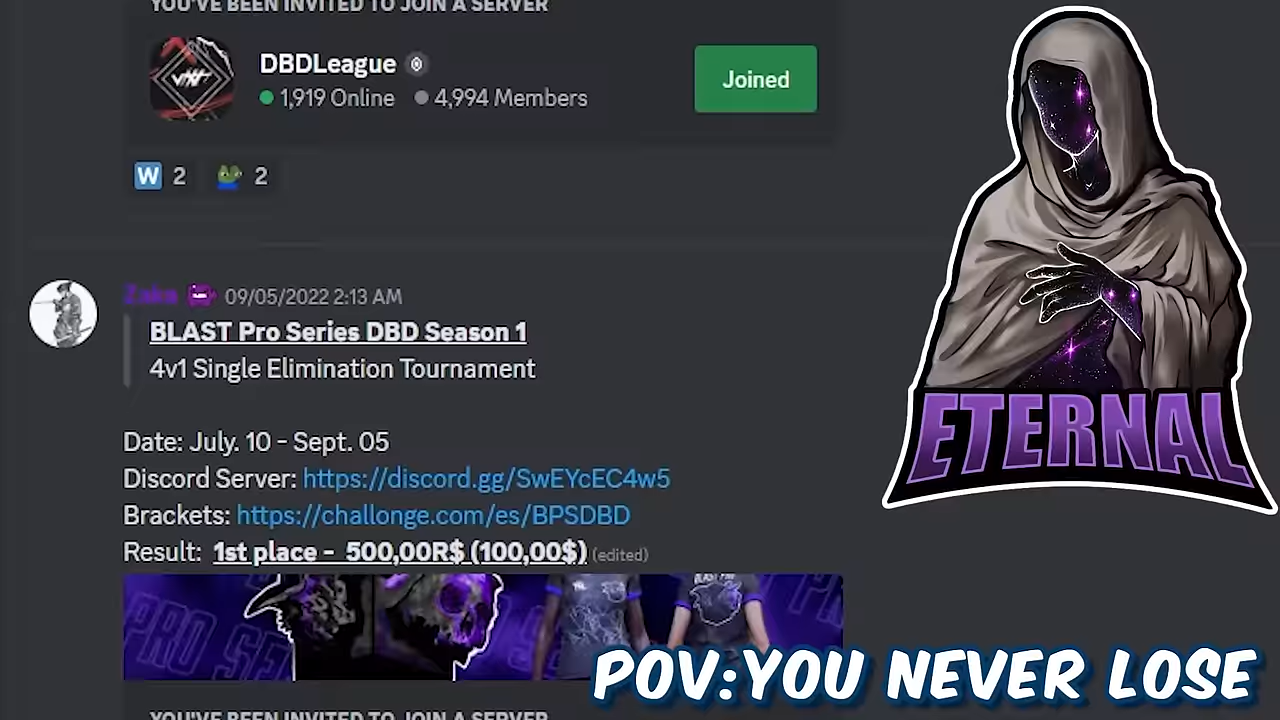 YOU'VE BEEN INVITED TO JOIN A SERVER
DBDLeague
1,919 Online 4,994 Members
Joined
W 2 2
Zaka 09/05/2022 2:13 AM
BLAST Pro Series DBD Season 1
4v1 Single Elimination Tournament
Date: July. 10 - Sept. 05
Discord Server: https://discord.gg/SwEYcEC4w5
Brackets: https://challonge.com/es/BPSDBD
Result: 1st place - 500,00R$ (100,00$) (edited)
ETERNAL
PRO SE
POV:YOU NEVER LOSE
YOU'VE BEEN INVITED TO JOIN A SERVER